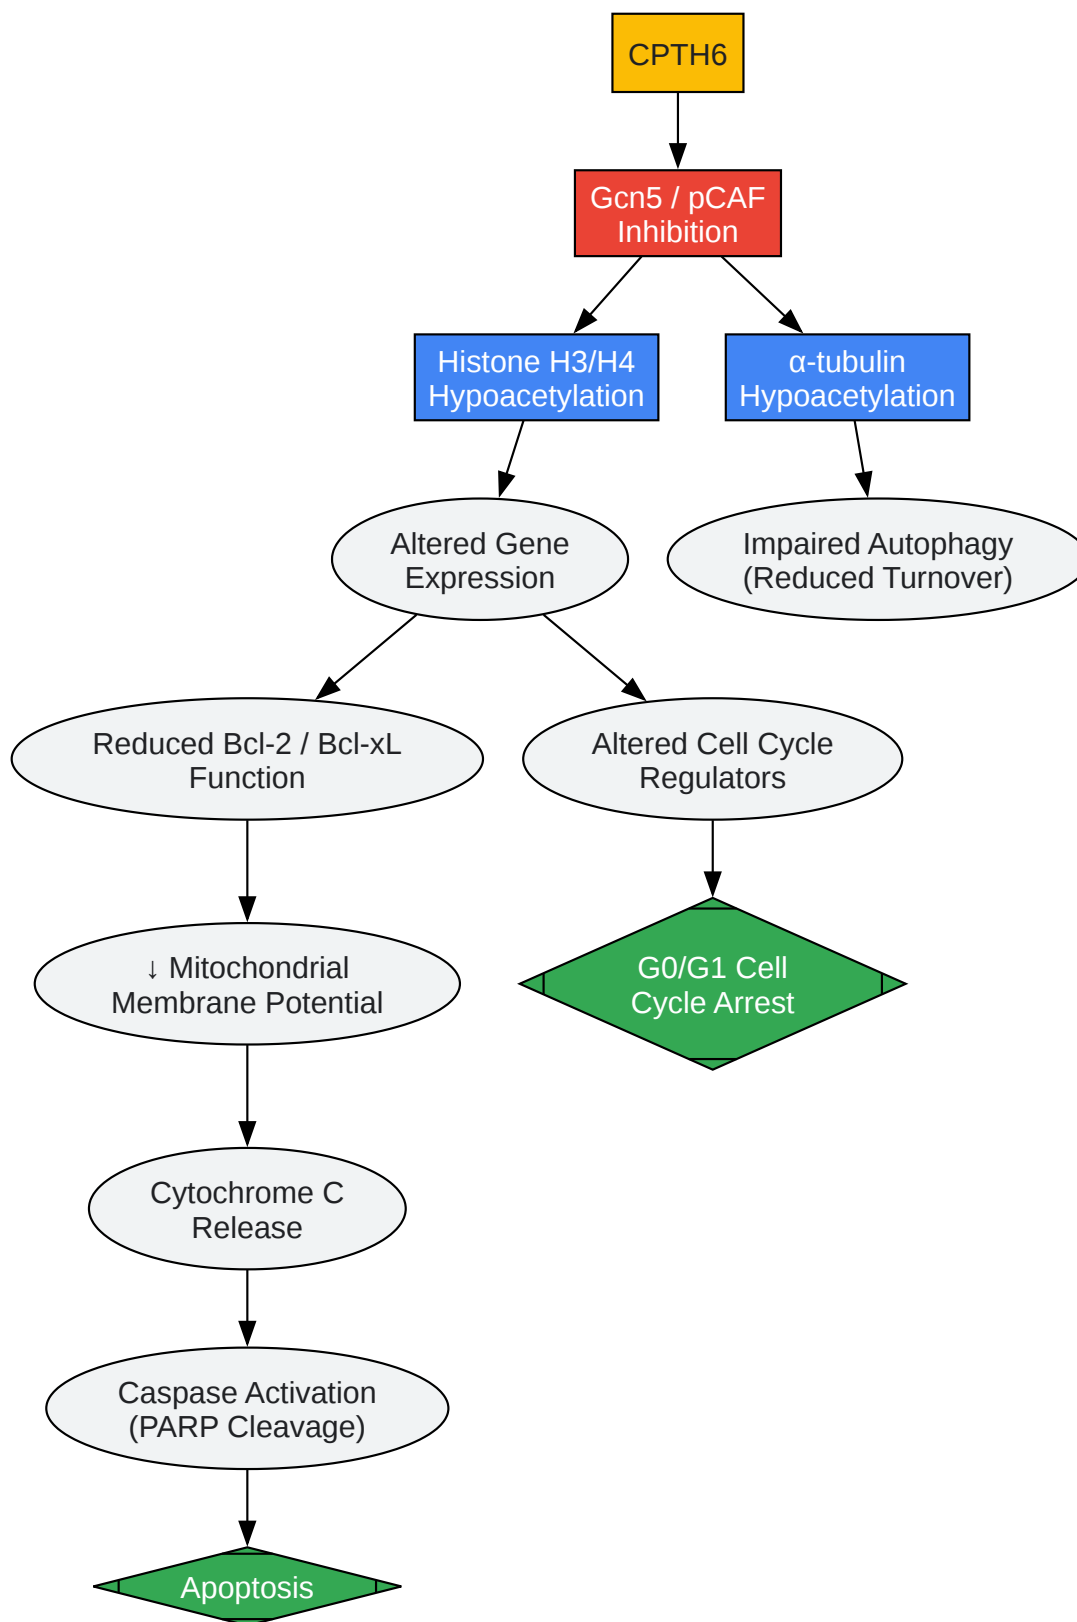 CPTH6
Gcn5 / pCAF
Inhibition
Histone H3/H4
Hypoacetylation
α-tubulin
Hypoacetylation
Altered Gene
Expression
Impaired Autophagy
(Reduced Turnover)
Reduced Bcl-2 / Bcl-xL
Function
Altered Cell Cycle
Regulators
↓ Mitochondrial
Membrane Potential
G0/G1 Cell
Cycle Arrest
Cytochrome C
Release
Caspase Activation
(PARP Cleavage)
Apoptosis